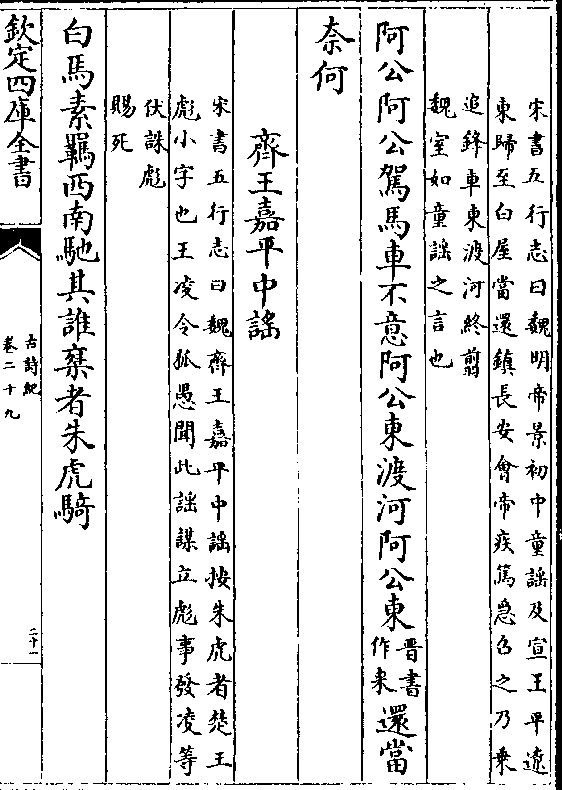 宋書五行志曰魏明帝景初中童謡及宣王平遼
東歸至白屋當還鎮長安會帝疾篤急召之乃乗
追鋒車東渡河終翦
魏室如童謡之言也
阿公阿公駕馬車不意阿公東渡河阿公東晋書作来還當
奈何
齊王嘉平中謡
宋書五行志曰魏齊王嘉平中謡按朱虎者楚王
彪小字也王凌令狐愚聞此謡謀立彪事發凌等
伏誅彪
賜死
白馬素羈西南馳其誰乗者朱虎騎
欽定四庫全書
古詩紀
卷二十九
二十一